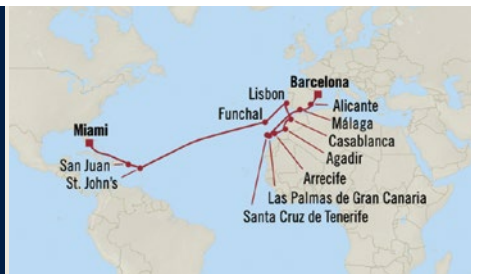 Barcelona
Lisbon
Alicante
Funchal
Málaga
Miami
Casablanca
Agadir
San Juan
Arrecife
St. John's
Las Palmas de Gran Canaria
Santa Cruz de Tenerife